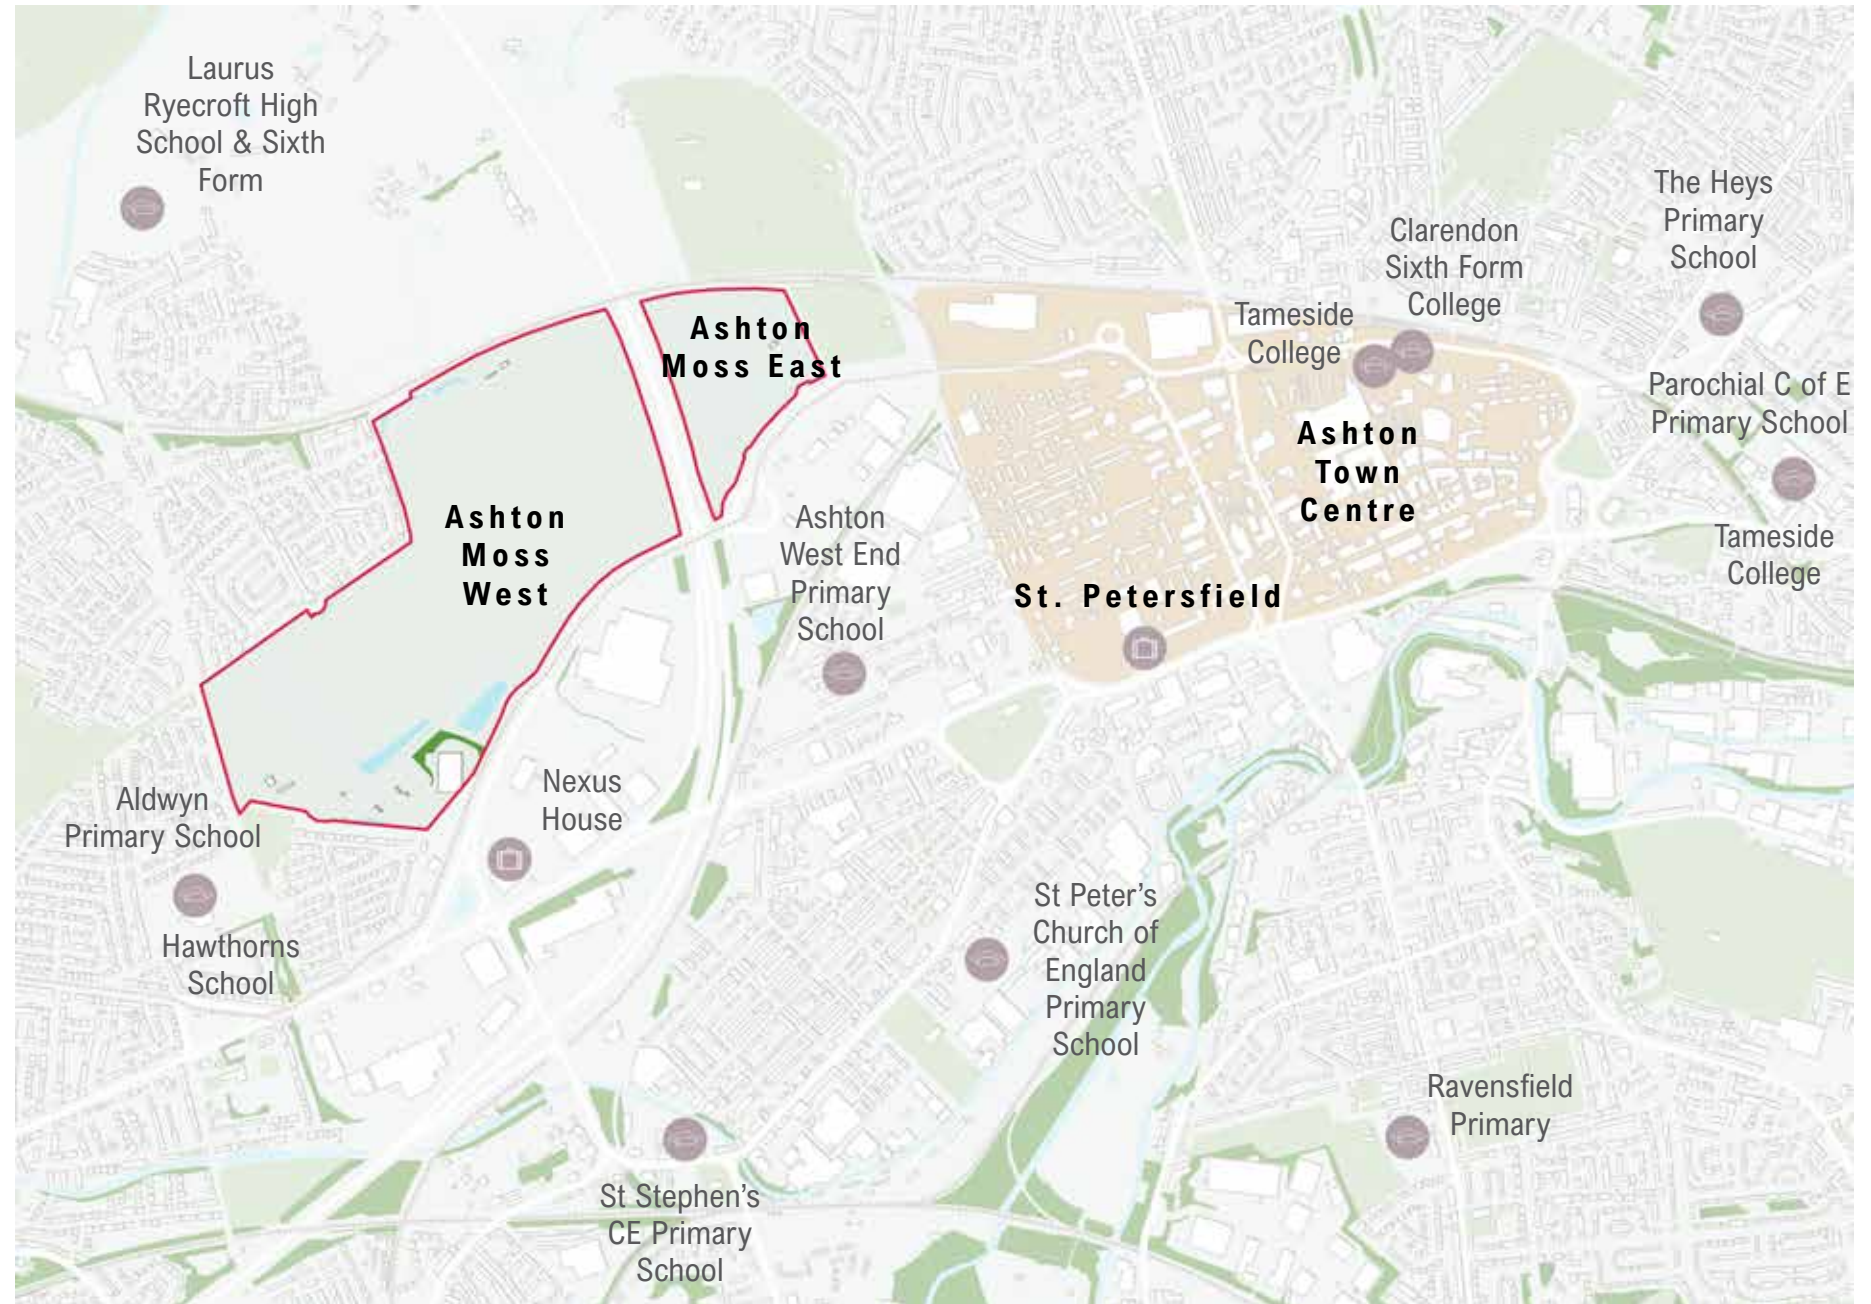 Laurus
Ryecroft High
School & Sixth
Form
The Heys
Primary
School
Clarendon
Sixth Form
College
Tameside
College
Ashton
Moss East
Parochial C of E
Primary School
Ashton
Town
Centre
Ashton
Moss
West
Ashton
West End
Primary
School
Tameside
College
St. Petersfield
Nexus
House
Aldwyn
Primary School
Hawthorns
School
St Peter's
Church of
England
Primary
School
Ravensfield
Primary
St Stephen's
CE Primary
School